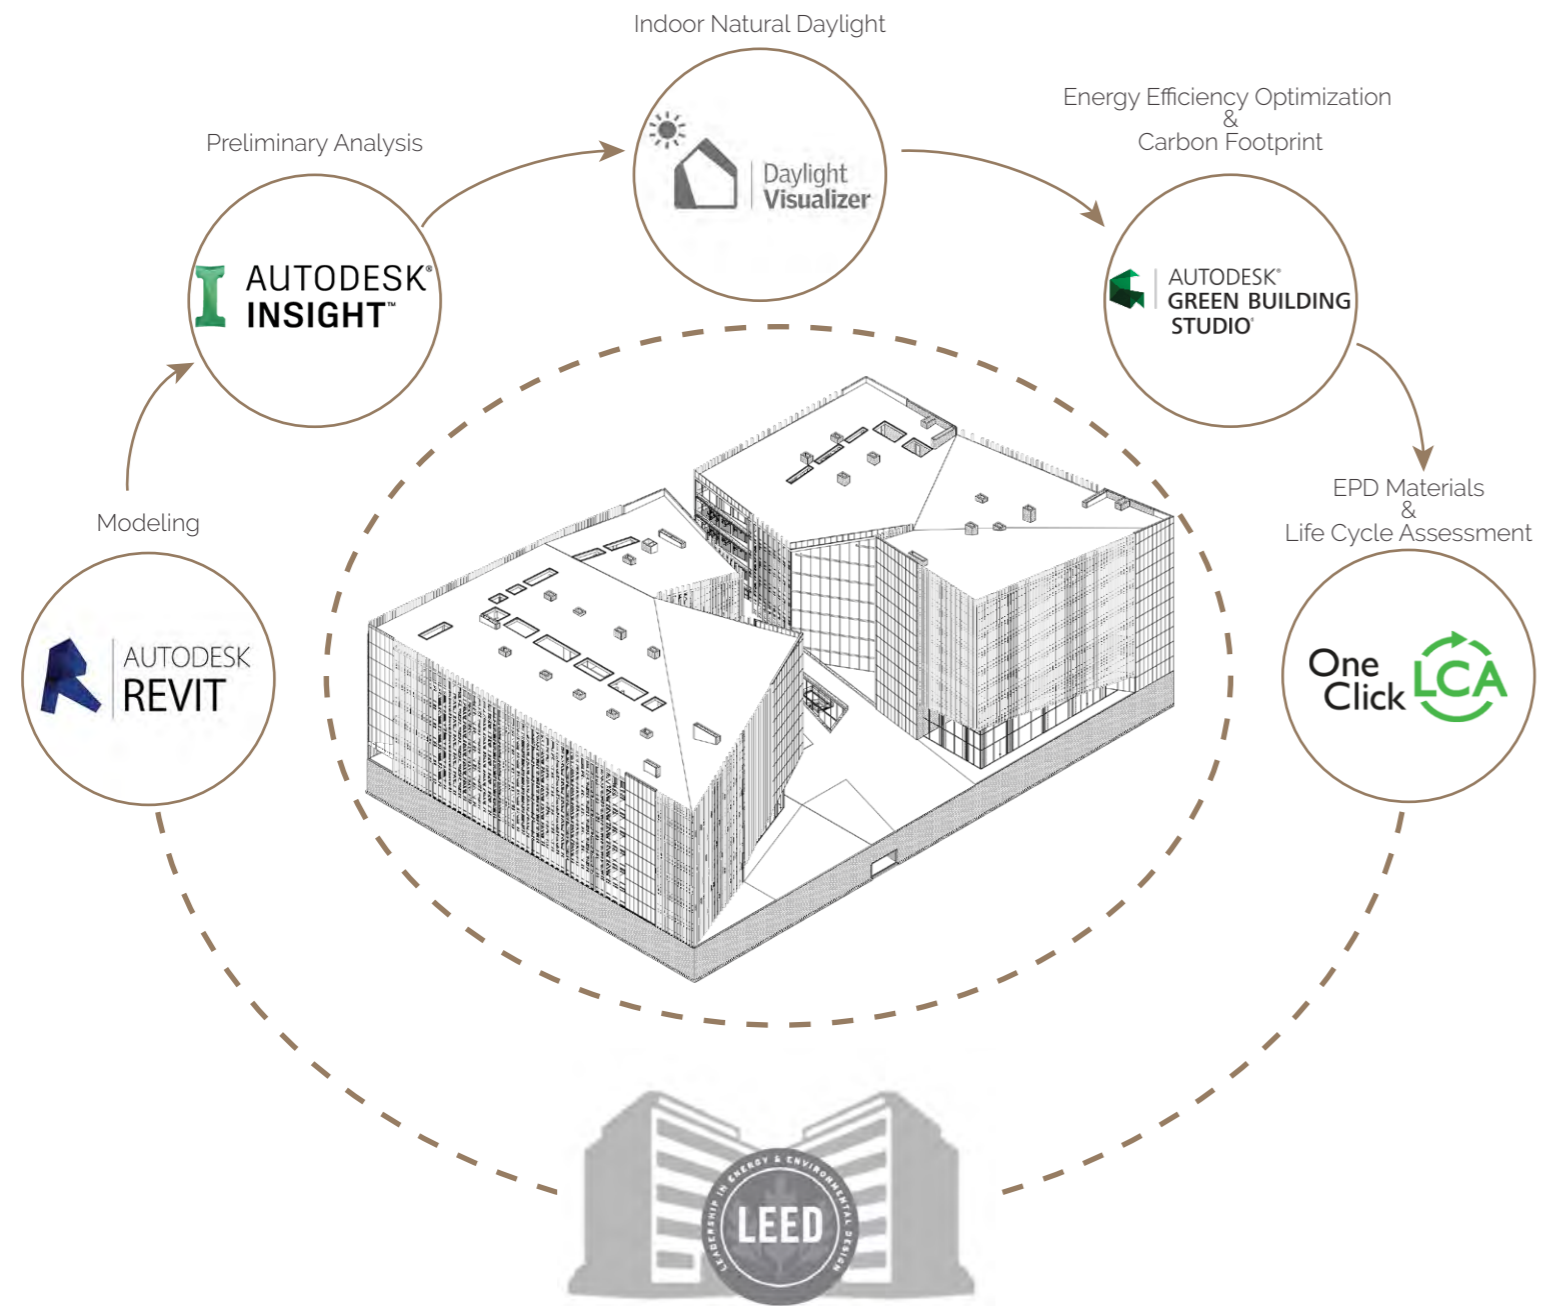 Indoor Natural Daylight
Daylight
Visualizer
Energy Efficiency Optimization
&
Carbon Footprint
AUTODESK®
GREEN BUILDING
STUDIO®
Preliminary Analysis
AUTODESK®
INSIGHT™
Modeling
AUTODESK
REVIT
EPD Materials
&
Life Cycle Assessment
One
Click
LCA
LEADERSHIP IN ENERGY & ENVIRONMENTAL DESIGN
LEED